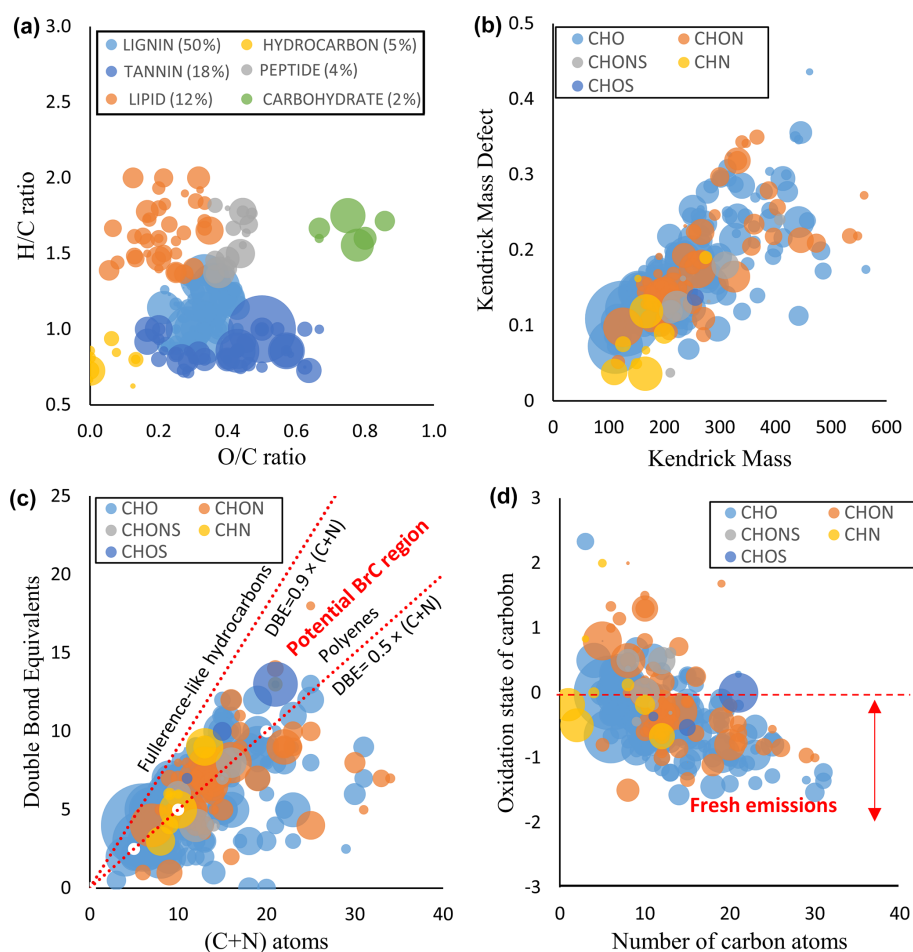 (a)
3.0
2.5
2.0
1.5
1.0
0.5
H/C ratio
LIGNIN (50%) HYDROCARBON (5%)
TANNIN (18%) PEPTIDE (4%)
LIPID (12%) CARBOHYDRATE (2%)
0.0 0.2 0.4 0.6 0.8 1.0
O/C ratio
(b)
0.5
0.4
0.3
0.2
0.1
0
Kendrick Mass Defect
CHO CHON
CHONS CHN
CHOS
0 100 200 300 400 500 600
Kendrick Mass
(c)
25
20
15
10
5
0
Double Bond Equivalents
CHO CHON
CHONS CHN
CHOS
Fullerence-like hydrocarbons
DBE=0.9 × (C+N)
Potential BrC region
Polyenes
DBE= 0.5 × (C+N)
0 10 20 30 40
(C+N) atoms
(d)
3
2
1
0
-1
-2
-3
Oxidation state of carbobn
CHO CHON
CHONS CHN
CHOS
Fresh emissions
0 10 20 30 40
Number of carbon atoms